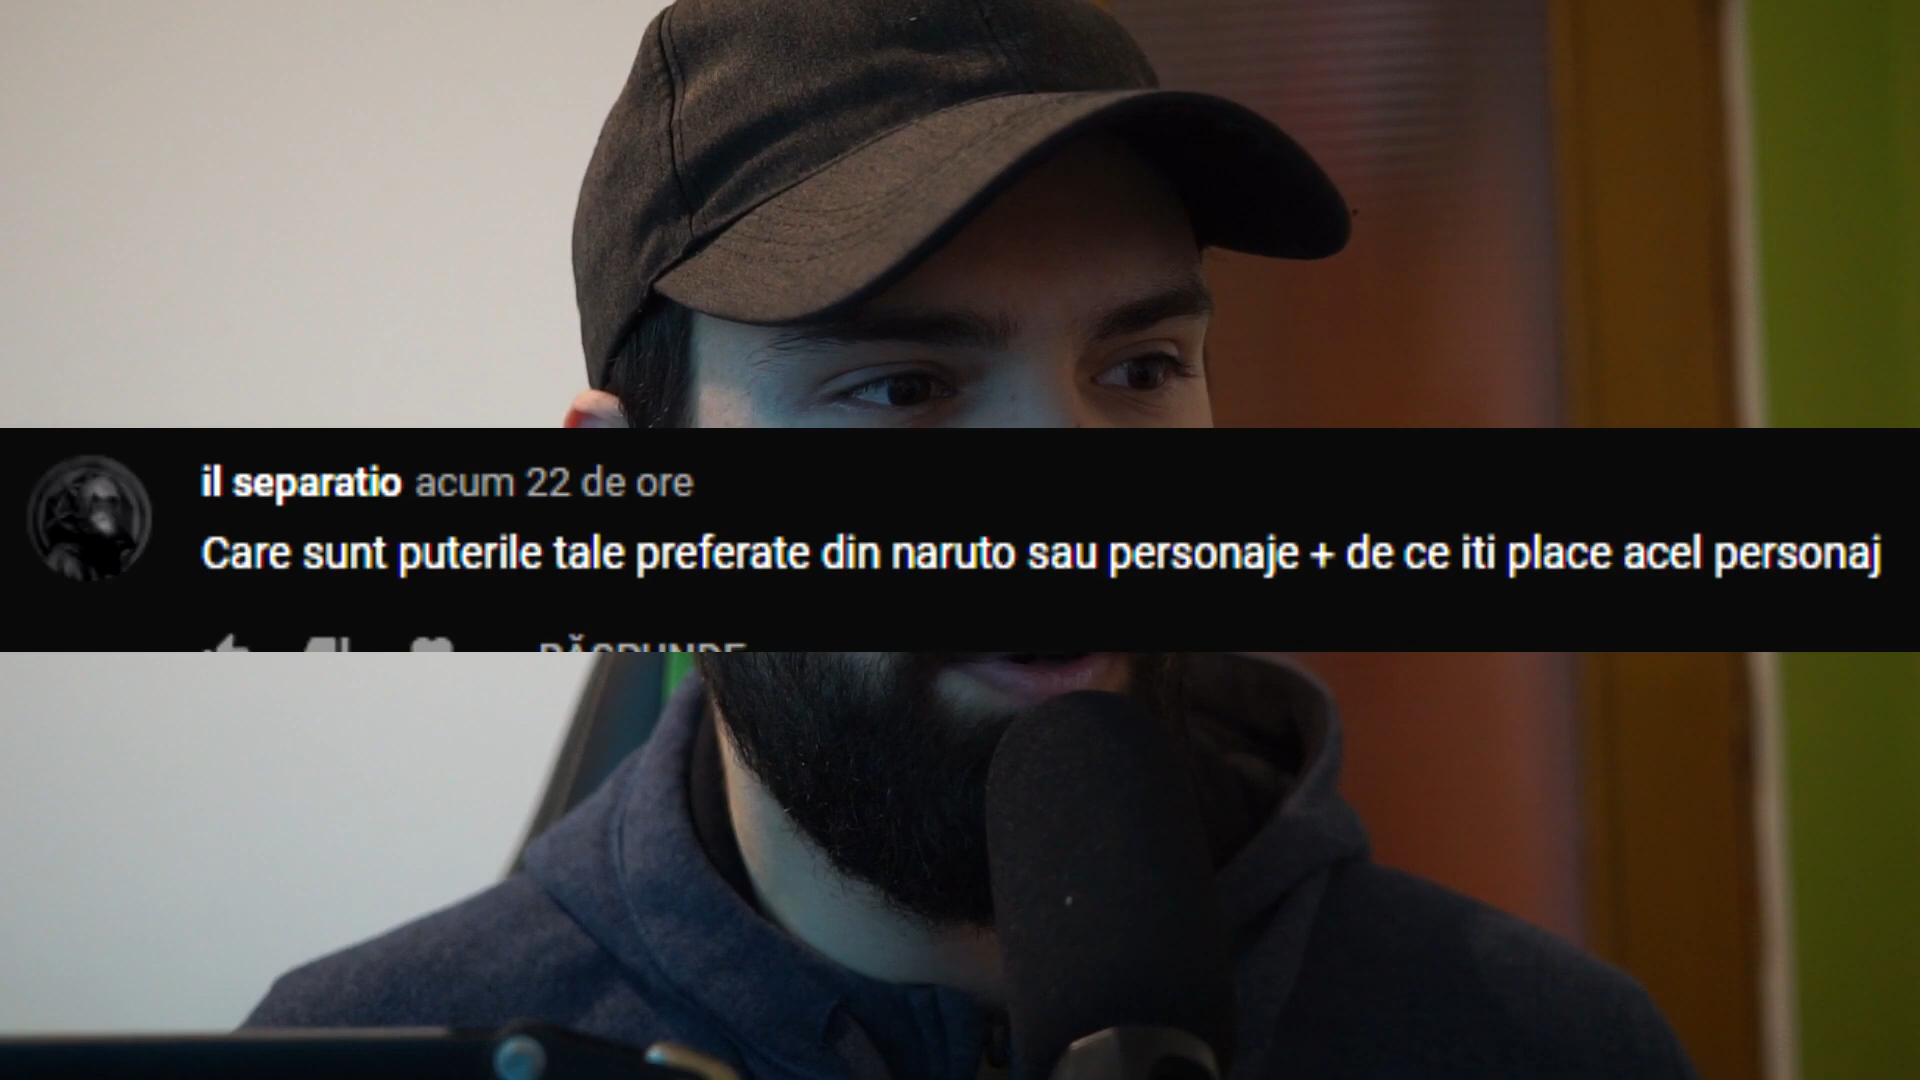 il separatio acum 22 de ore
Care sunt puterile tale preferate din naruto sau personaje + de ce iti place acel personaj
RĂSPUNDE